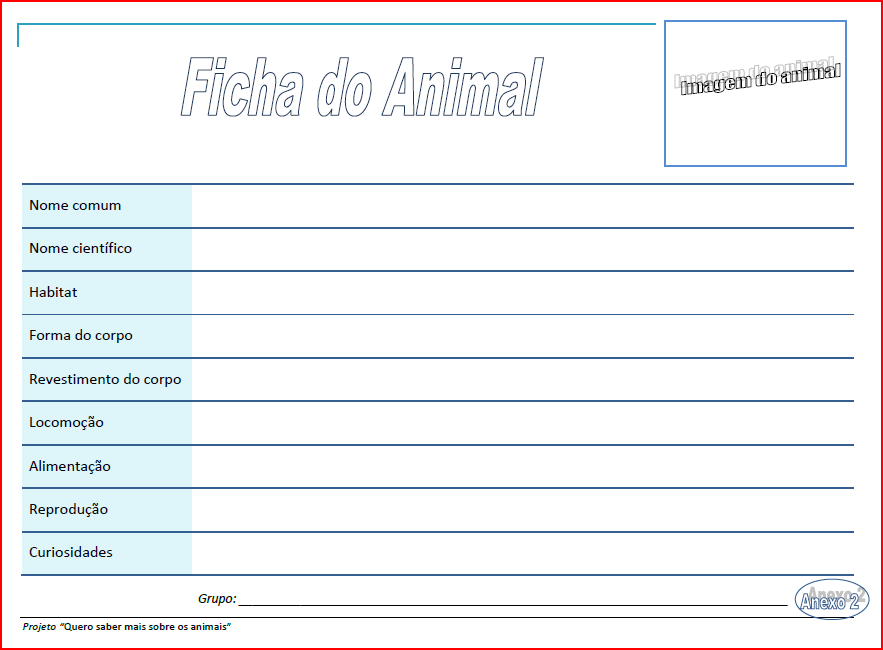 Ficha do Animal
Imagem do animal
Nome comum
Nome científico
Habitat
Forma do corpo
Revestimento do corpo
Locomoção
Alimentação
Reprodução
Curiosidades
Grupo:
Anexo 2
Projeto “Quero saber mais sobre os animais”